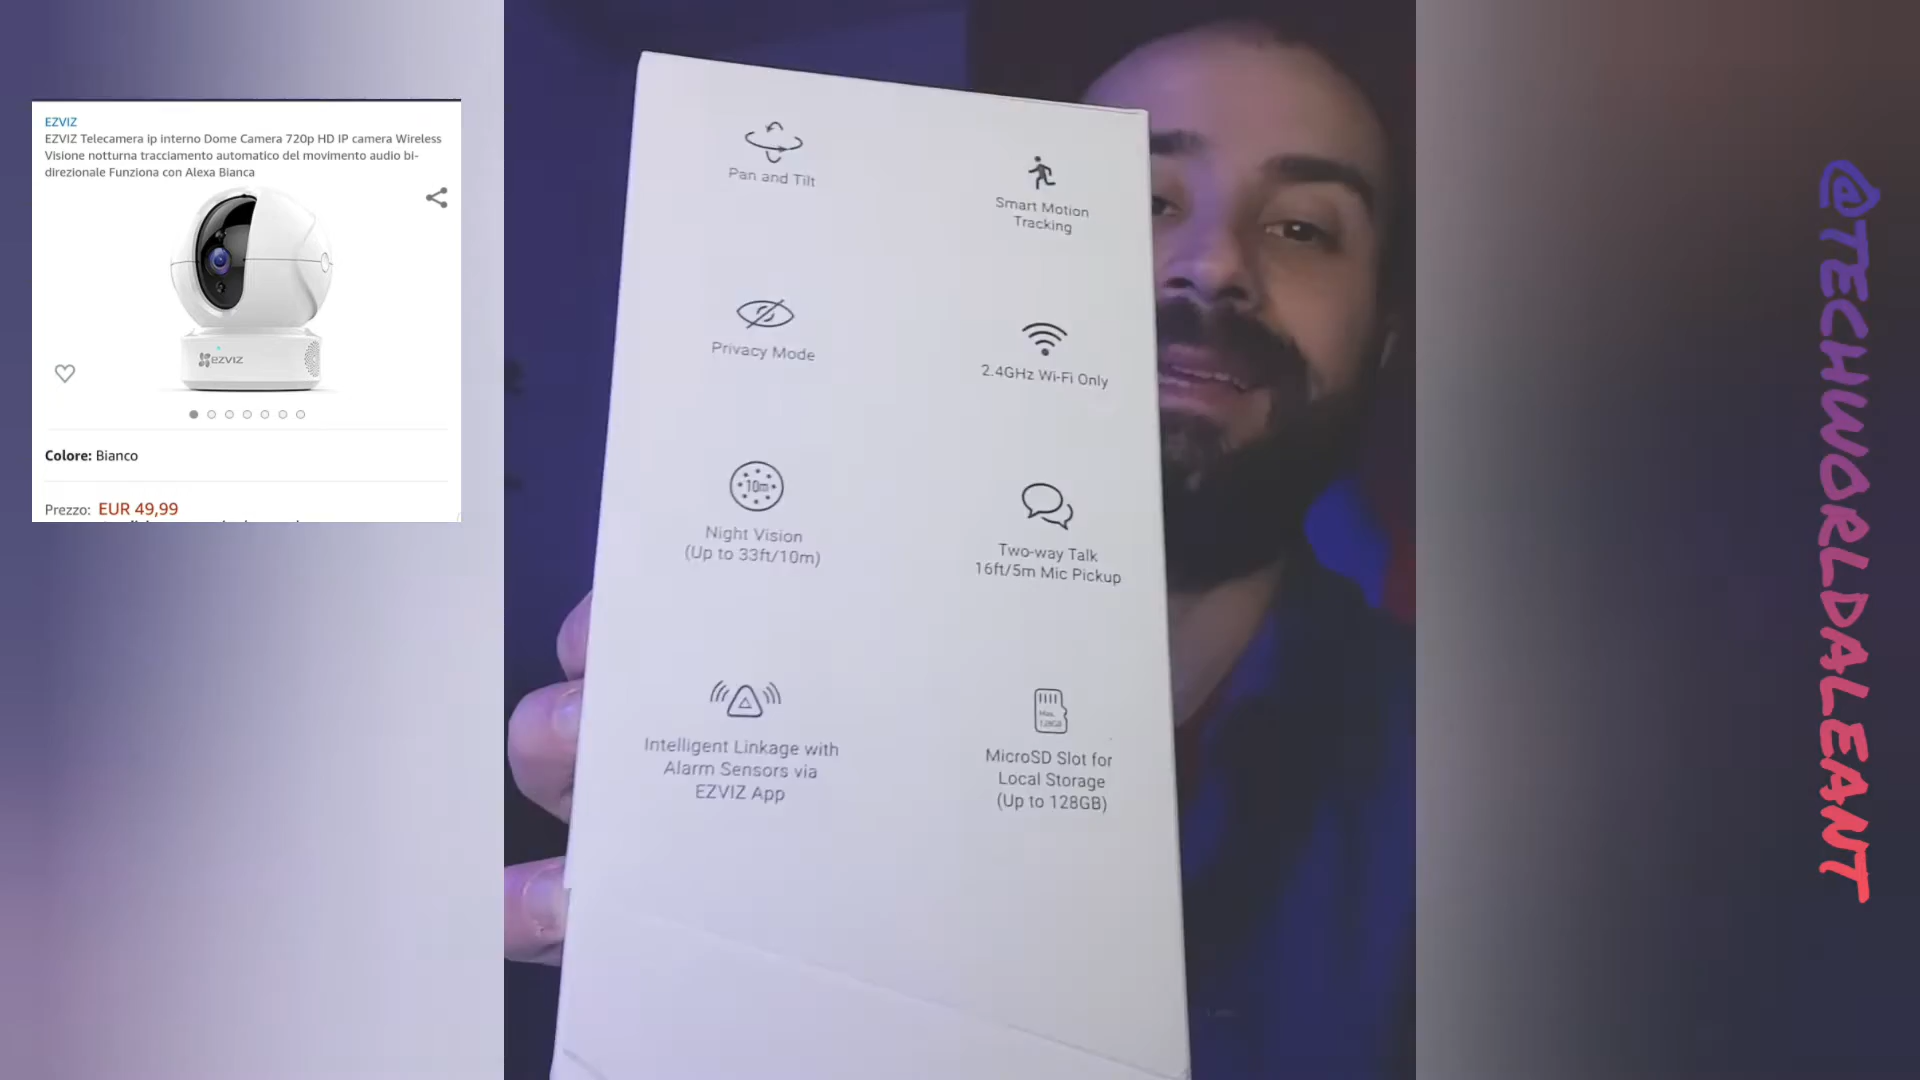 EZVIZ
EZVIZ Telecamera ip interno Dome Camera 720p HD IP camera Wireless
Visione notturna tracciamento automatico del movimento audio bi-
direzionale Funziona con Alexa Bianca
ezviz
Colore: Bianco
Prezzo: EUR 49,99
Pan and Tilt
Smart Motion
Tracking
Privacy Mode
2.4GHz Wi-Fi Only
10m
Night Vision
(Up to 33ft/10m)
Two-way Talk
16ft/5m Mic Pickup
Intelligent Linkage with
Alarm Sensors via
EZVIZ App
Max.
128GB
MicroSD Slot for
Local Storage
(Up to 128GB)
@TECHWORLDALEANT